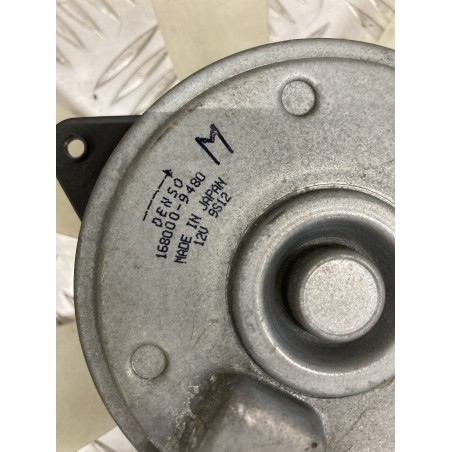 M
DENSO
168000-9480
MADE IN JAPAN
12V 9S12